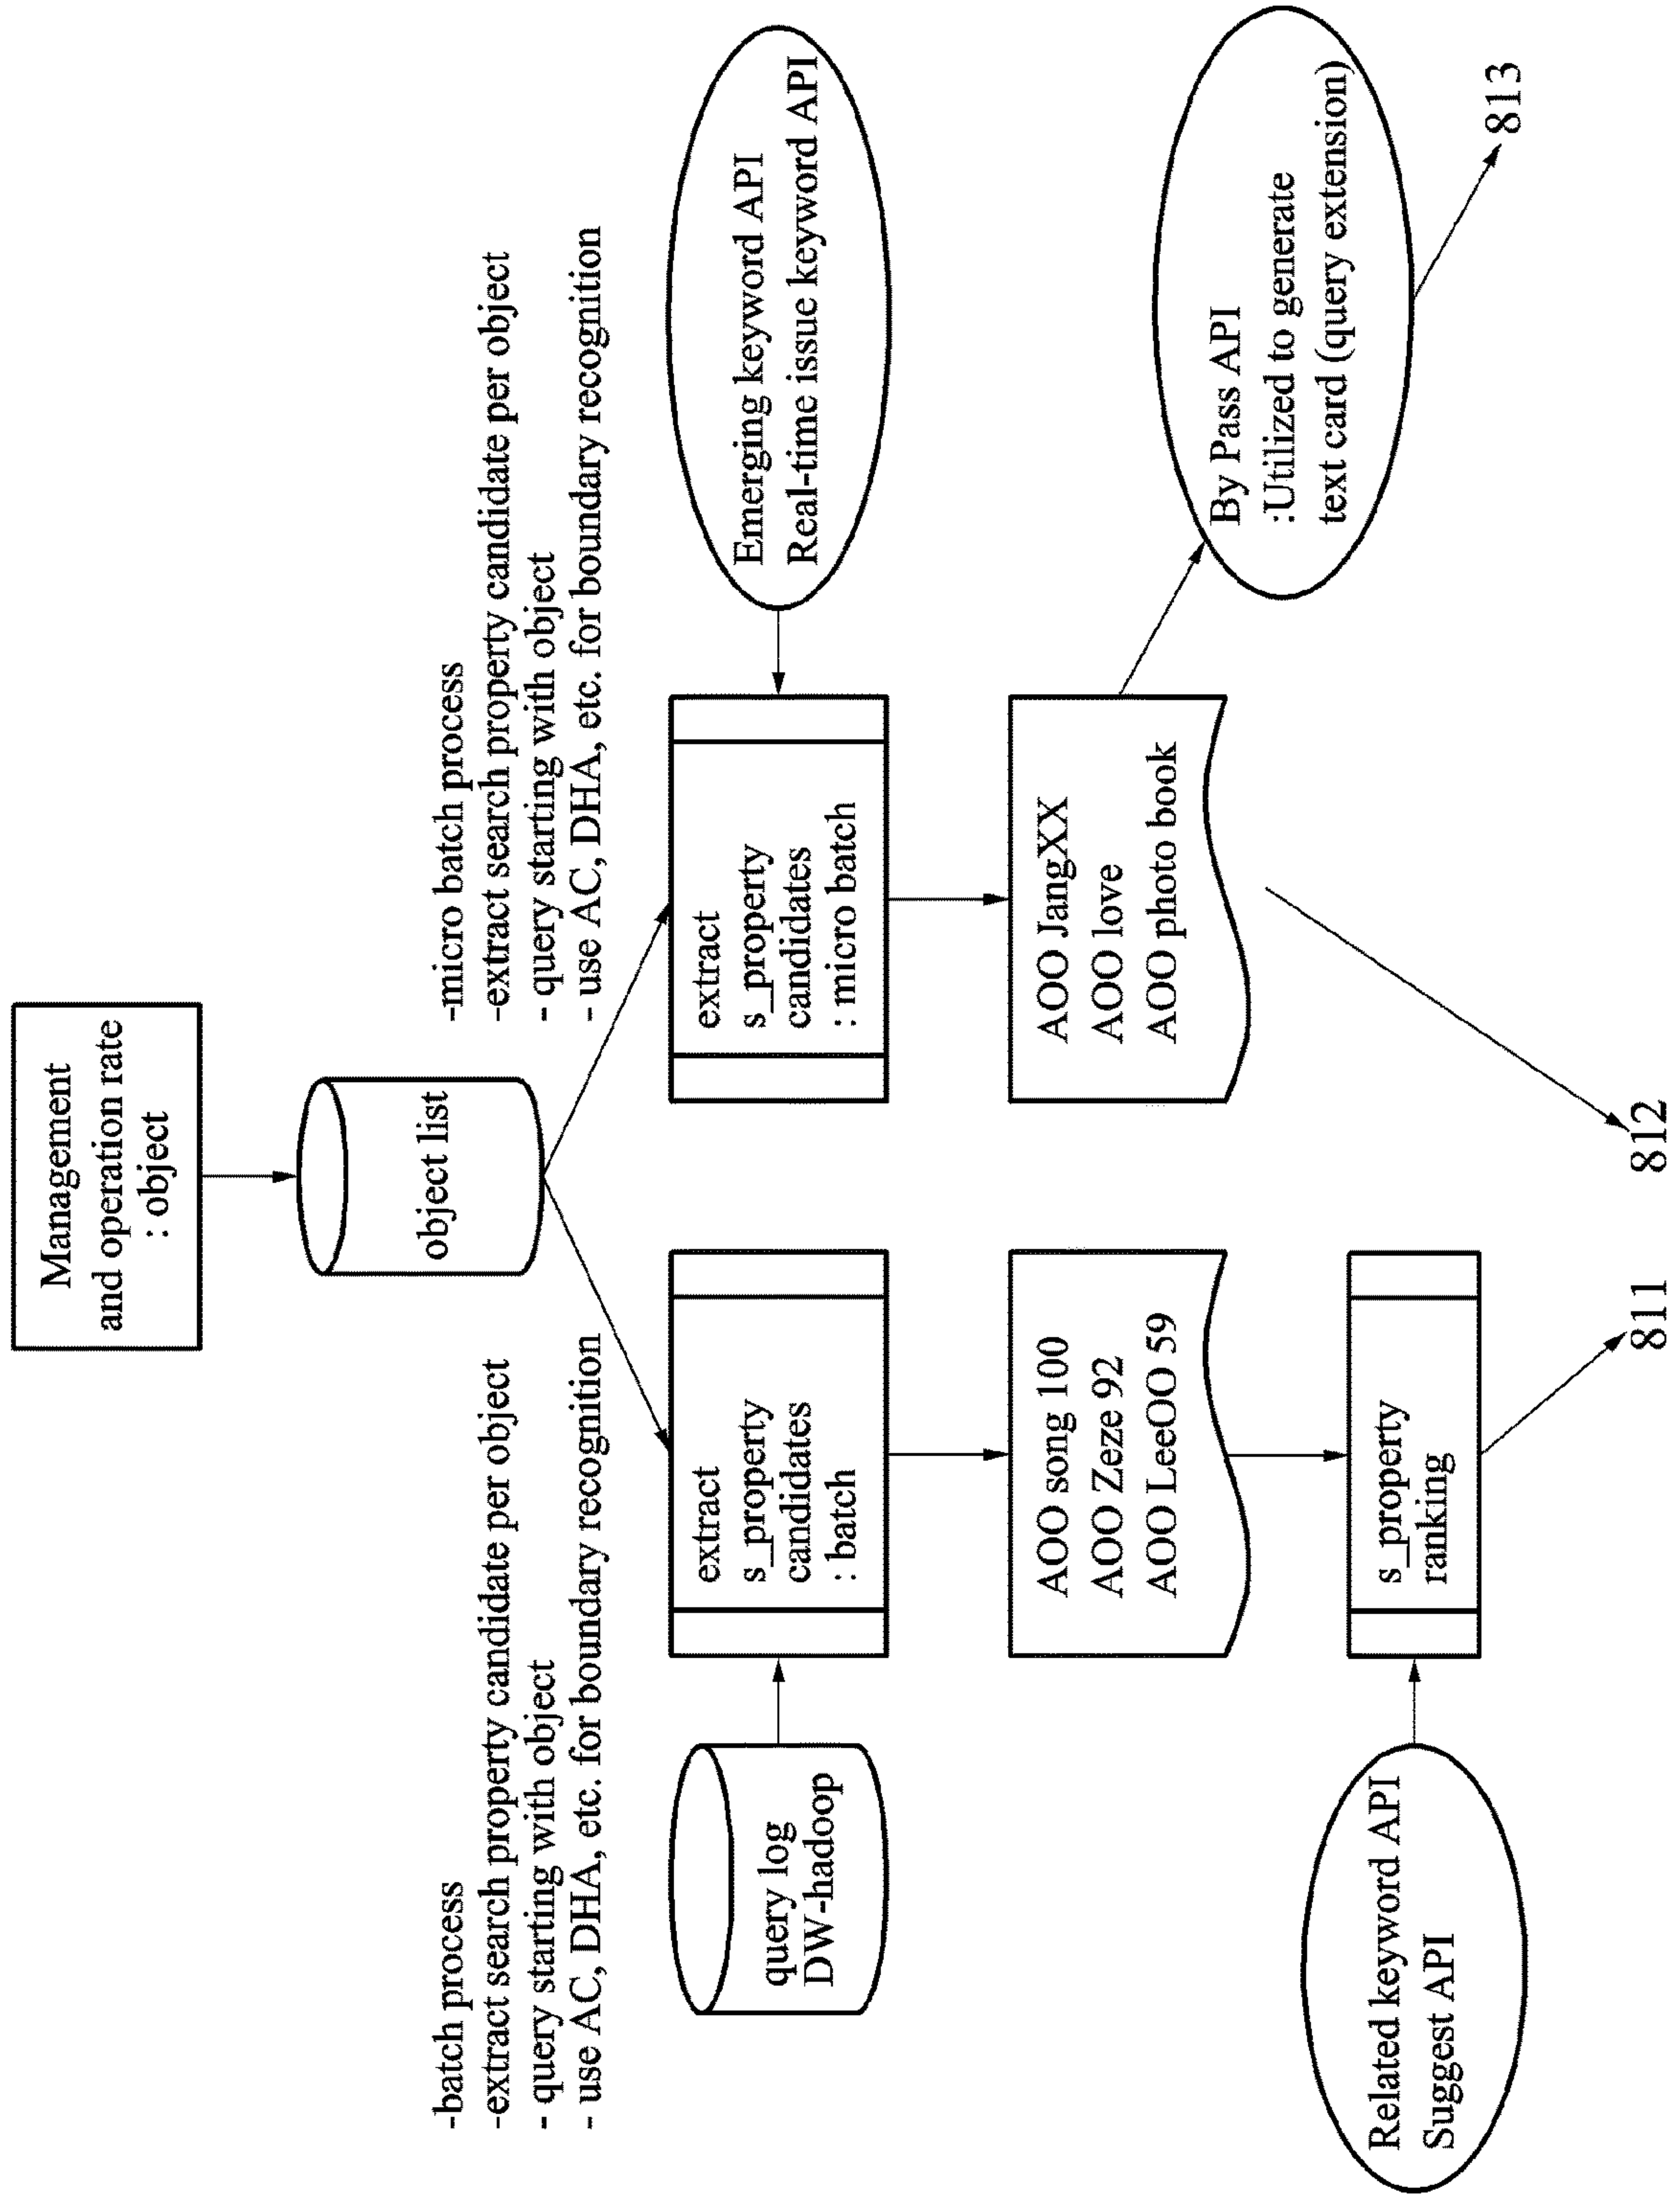 Management
and operation rate
: object
object list
-batch process
-extract search property candidate per object
- query starting with object
- use AC, DHA, etc. for boundary recognition
-micro batch process
-extract search property candidate per object
- query starting with object
- use AC, DHA, etc. for boundary recognition
query log
DW-hadoop
extract
s_property
candidates
: batch
extract
s_property
candidates
: micro batch
Emerging keyword API
Real-time issue keyword API
AOO song 100
AOO Zeze 92
AOO LeeOO 59
AOO JangXX
AOO love
AOO photo book
By Pass API
:Utilized to generate
text card (query extension)
Related keyword API
Suggest API
s_property
ranking
811
812
813